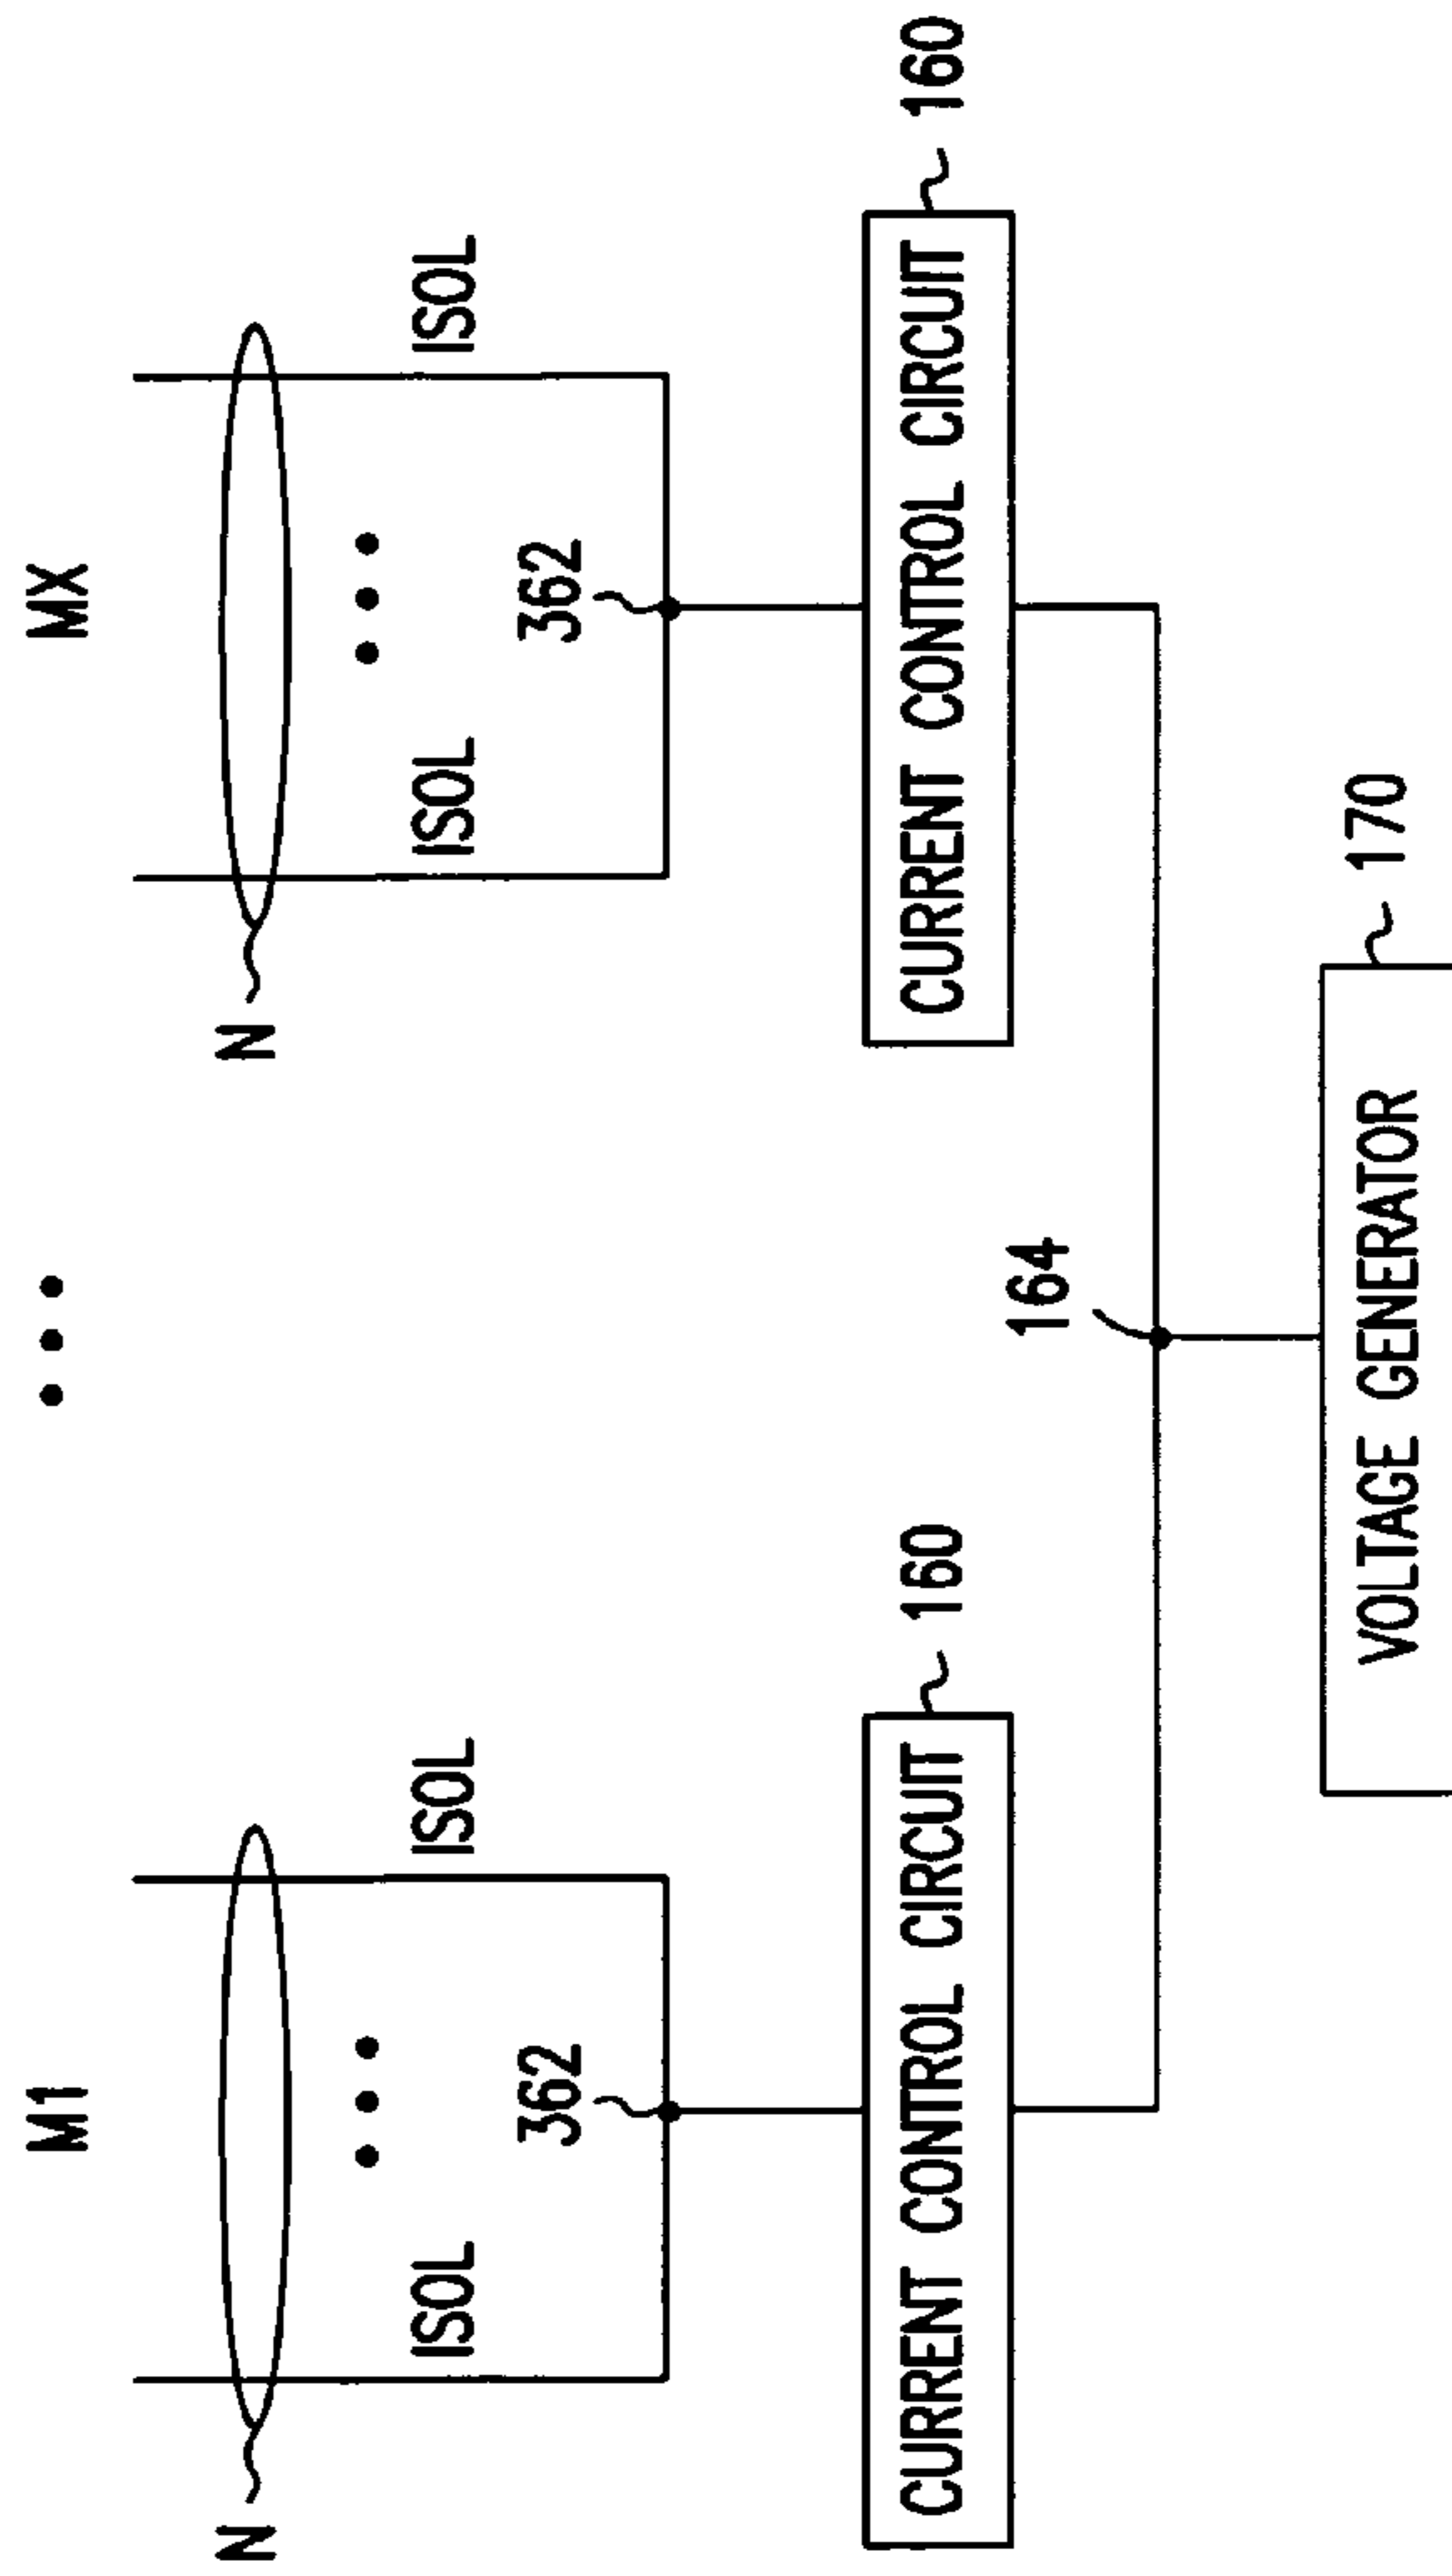 M1
MX
N
N
ISOL
ISOL
ISOL
ISOL
362
362
CURRENT CONTROL CIRCUIT
160
CURRENT CONTROL CIRCUIT
160
164
VOLTAGE GENERATOR
170